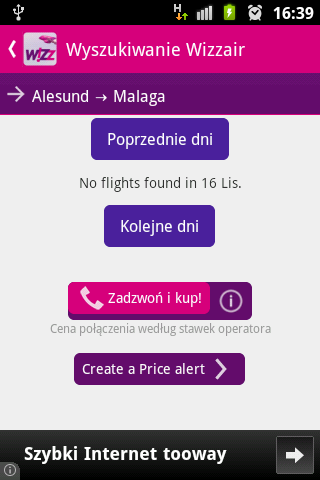 H
16:39
WIZZ
Wyszukiwanie Wizzair
Alesund → Malaga
Poprzednie dni
No flights found in 16 Lis.
Kolejne dni
Zadzwoń i kup!
Cena połączenia według stawek operatora
Create a Price alert
Szybki Internet tooway